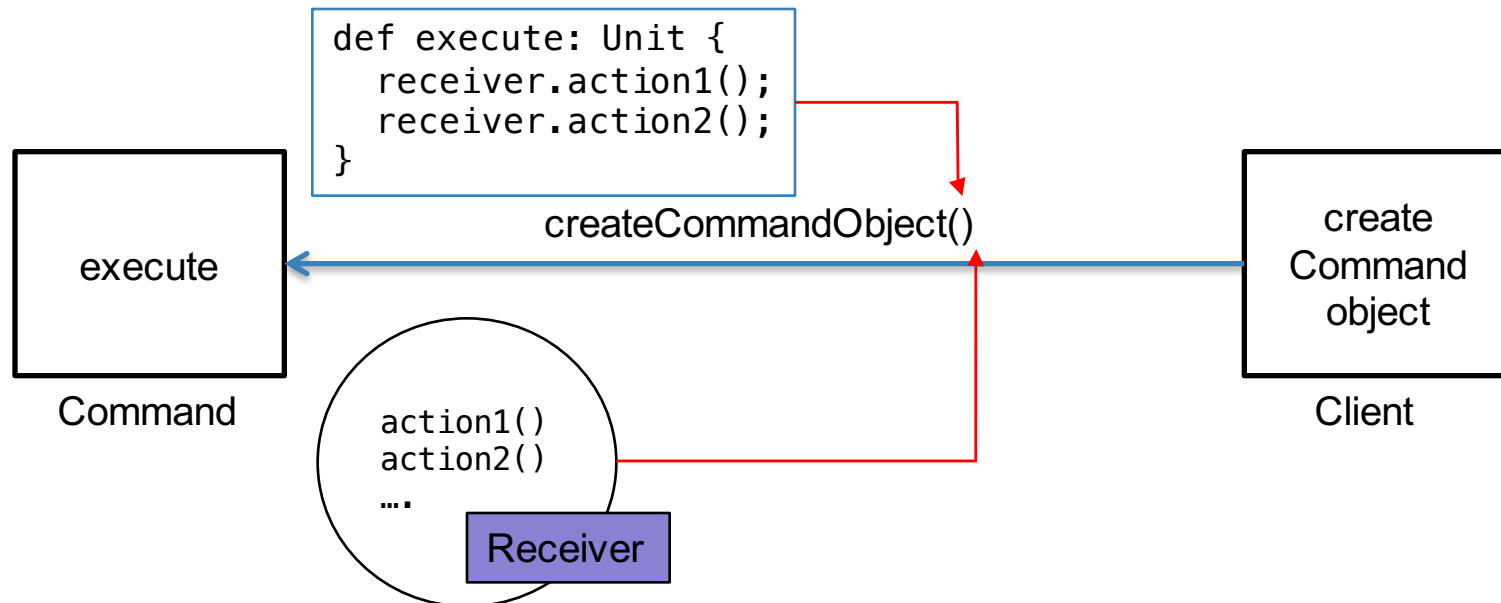 def execute: Unit {
  receiver.action1();
  receiver.action2();
}
createCommandObject()
execute
Command
create
Command
object
Client
action1()
action2()
….
Receiver